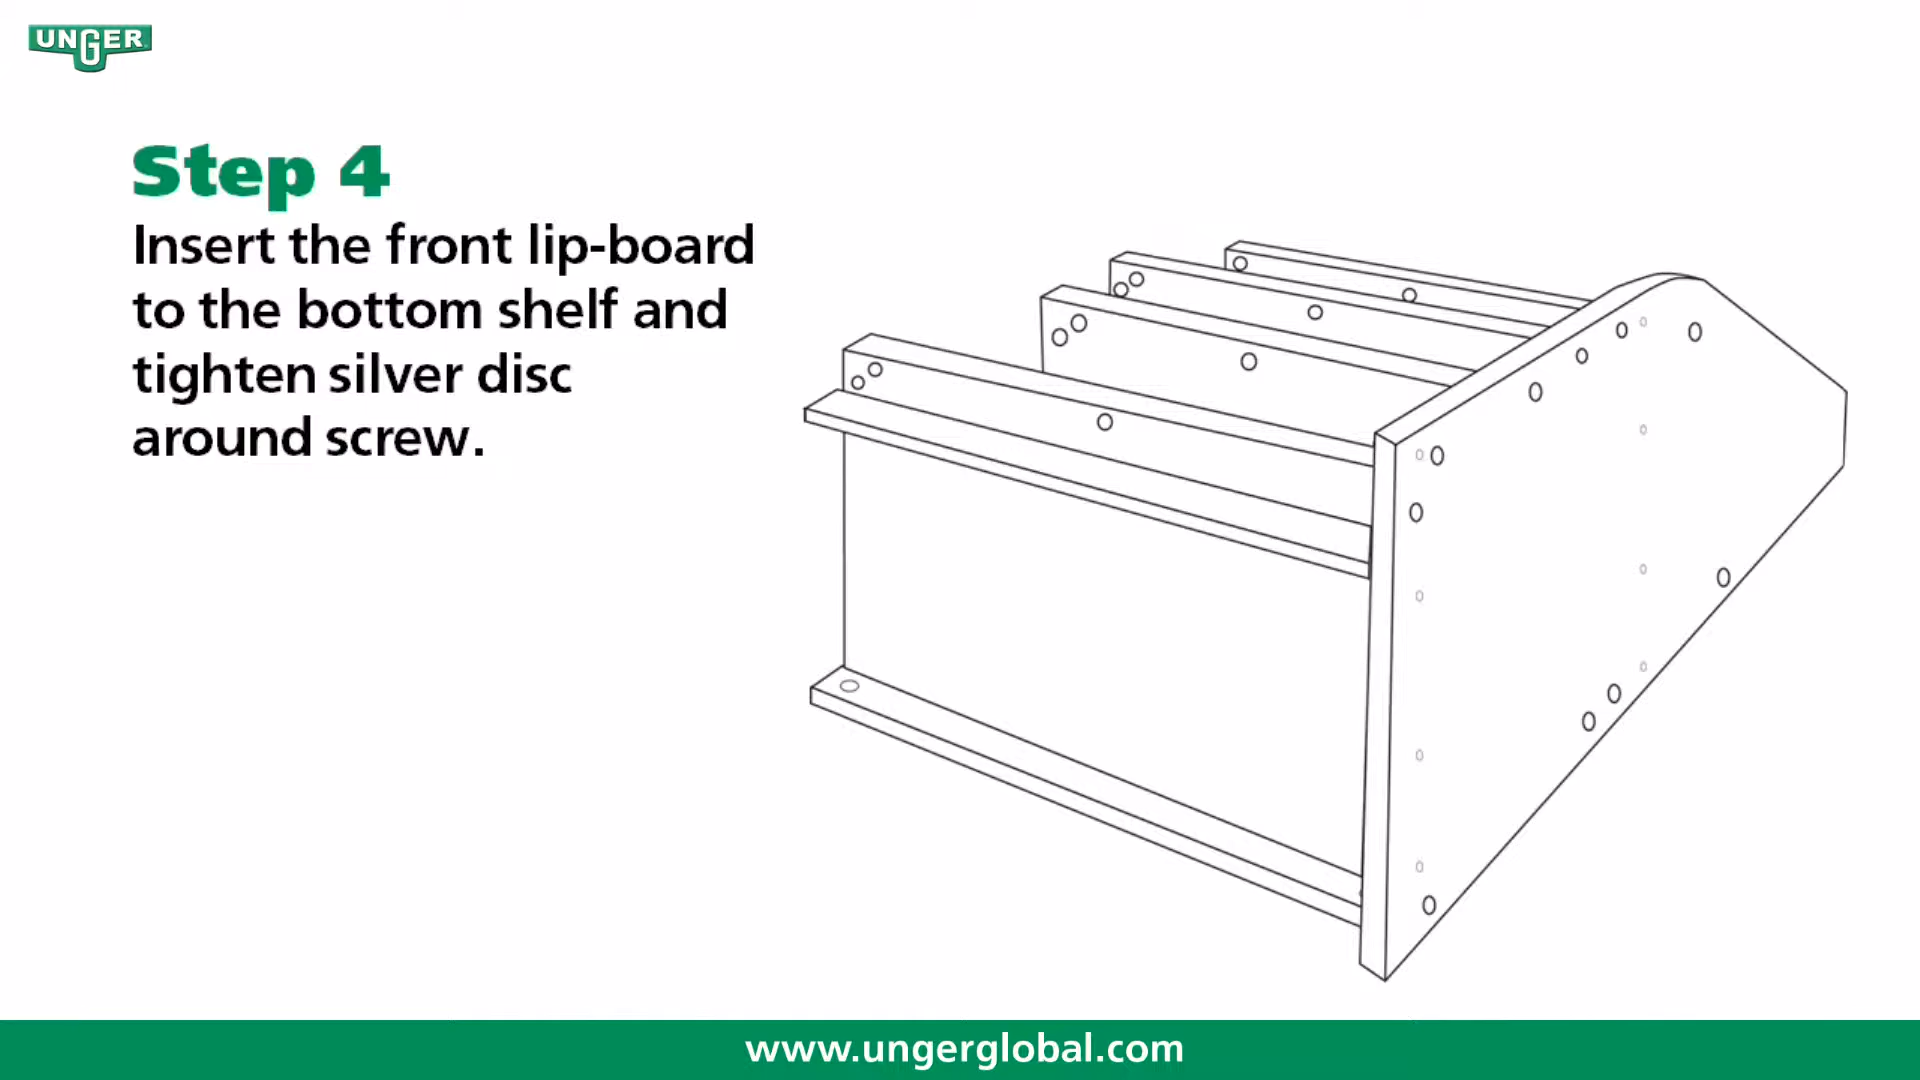 UNGER
Step 4
Insert the front lip-board
to the bottom shelf and
tighten silver disc
around screw.
www.ungerglobal.com